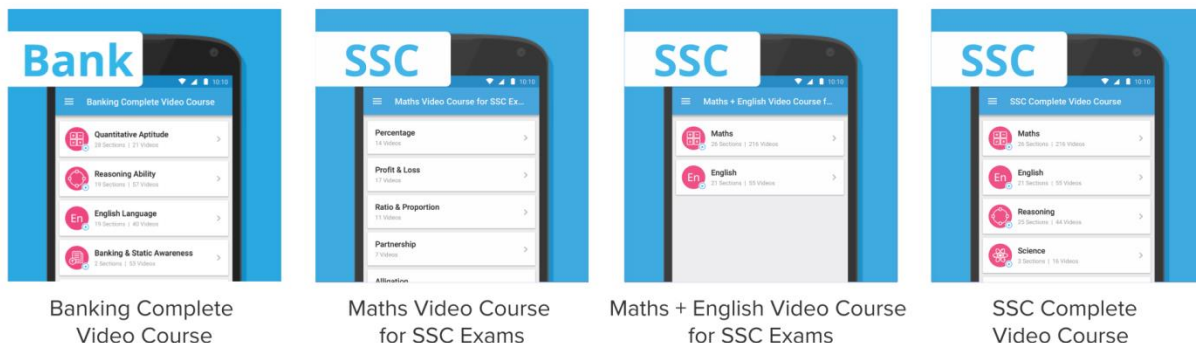 Bank
10:10
Banking Complete Video Course
Quantitative Aptitude
28 Sections | 21 Videos
Reasoning Ability
19 Sections | 57 Videos
En
English Language
19 Sections | 40 Videos
Banking & Static Awareness
2 Sections | 53 Videos
Banking Complete
Video Course
SSC
10:10
Maths Video Course for SSC Ex...
Percentage
14 Videos
Profit & Loss
17 Videos
Ratio & Proportion
11 Videos
Partnership
7 Videos
Alligation
Maths Video Course
for SSC Exams
SSC
10:10
Maths + English Video Course f...
Maths
26 Sections | 216 Videos
En
English
21 Sections | 55 Videos
Maths + English Video Course
for SSC Exams
SSC
10:10
SSC Complete Video Course
Maths
26 Sections | 216 Videos
En
English
21 Sections | 55 Videos
Reasoning
25 Sections | 44 Videos
Science
3 Sections | 16 Videos
SSC Complete
Video Course